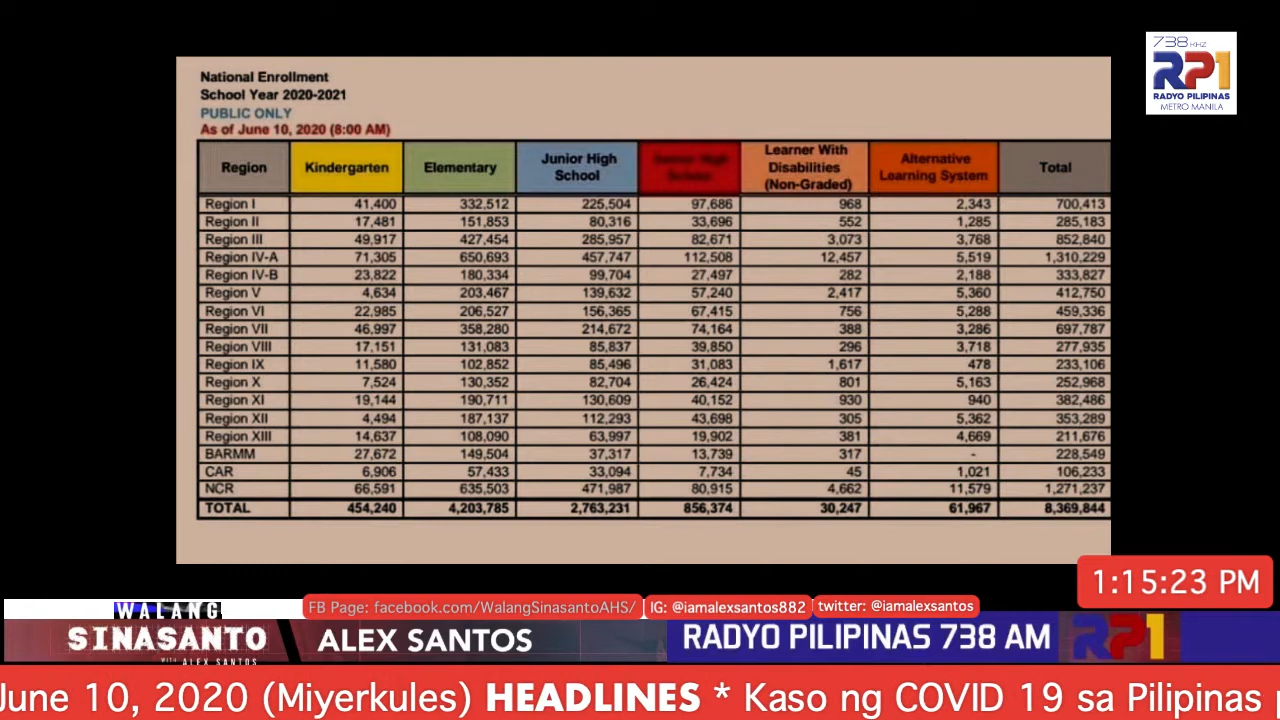 738 KHZ
RP1
RADYO PILIPINAS
METRO MANILA
National Enrollment
School Year 2020-2021
PUBLIC ONLY
As of June 10, 2020 (8:00 AM)
Region Kindergarten Elementary Junior High School Senior High School Learner With Disabilities (Non-Graded) Alternative Learning System Total
Region I 41,400 332,512 225,504 97,686 968 2,343 700,413
Region II 17,481 151,853 80,316 33,696 552 1,285 285,183
Region III 49,917 427,454 285,957 82,671 3,073 3,768 852,840
Region IV-A 71,305 650,693 457,747 112,508 12,457 5,519 1,310,229
Region IV-B 23,822 180,334 99,704 27,497 282 2,188 333,827
Region V 4,634 203,467 139,632 57,240 2,417 5,360 412,750
Region VI 22,985 206,527 156,365 67,415 756 5,288 459,336
Region VII 46,997 358,280 214,672 74,164 388 3,286 697,787
Region VIII 17,151 131,083 85,837 39,850 296 3,718 277,935
Region IX 11,580 102,852 85,496 31,083 1,617 478 233,106
Region X 7,524 130,352 82,704 26,424 801 5,163 252,968
Region XI 19,144 190,711 130,609 40,152 930 940 382,486
Region XII 4,494 187,137 112,293 43,698 305 5,362 353,289
Region XIII 14,637 108,090 63,997 19,902 381 4,669 211,676
BARMM 27,672 149,504 37,317 13,739 317 - 228,549
CAR 6,906 57,433 33,094 7,734 45 1,021 106,233
NCR 66,591 635,503 471,987 80,915 4,662 11,579 1,271,237
TOTAL 454,240 4,203,785 2,763,231 856,374 30,247 61,967 8,369,844
1:15:23 PM
FB Page: facebook.com/WalangSinasantoAHS/ IG: @iamalexsantos882 twitter: @iamalexsantos
WALANG
SINASANTO
WITH ALEX SANTOS
ALEX SANTOS
RADYO PILIPINAS 738 AM
RP1
June 10, 2020 (Miyerkules) HEADLINES * Kaso ng COVID 19 sa Pilipinas